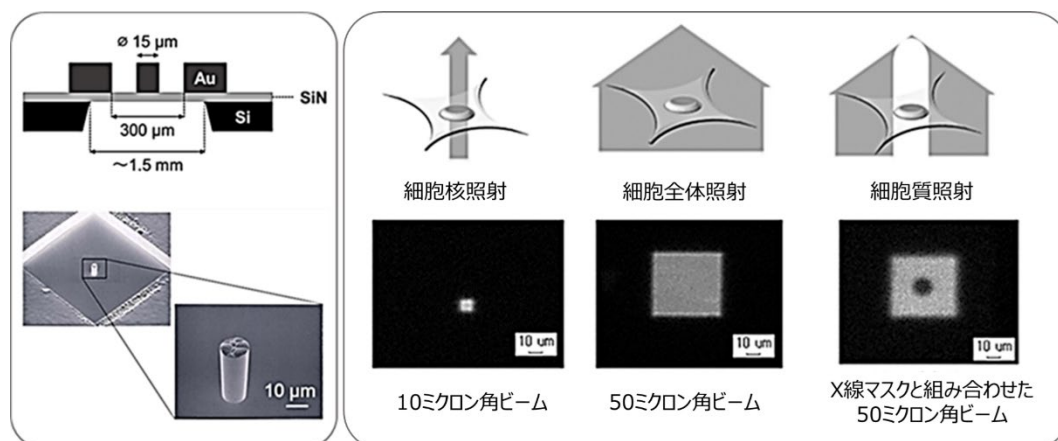 ø 15 µm
Au
SiN
Si
300 µm
～1.5 mm
10 µm
細胞核照射
細胞全体照射
細胞質照射
10 um
10 um
10 um
10ミクロン角ビーム
50ミクロン角ビーム
X線マスクと組み合わせた
50ミクロン角ビーム